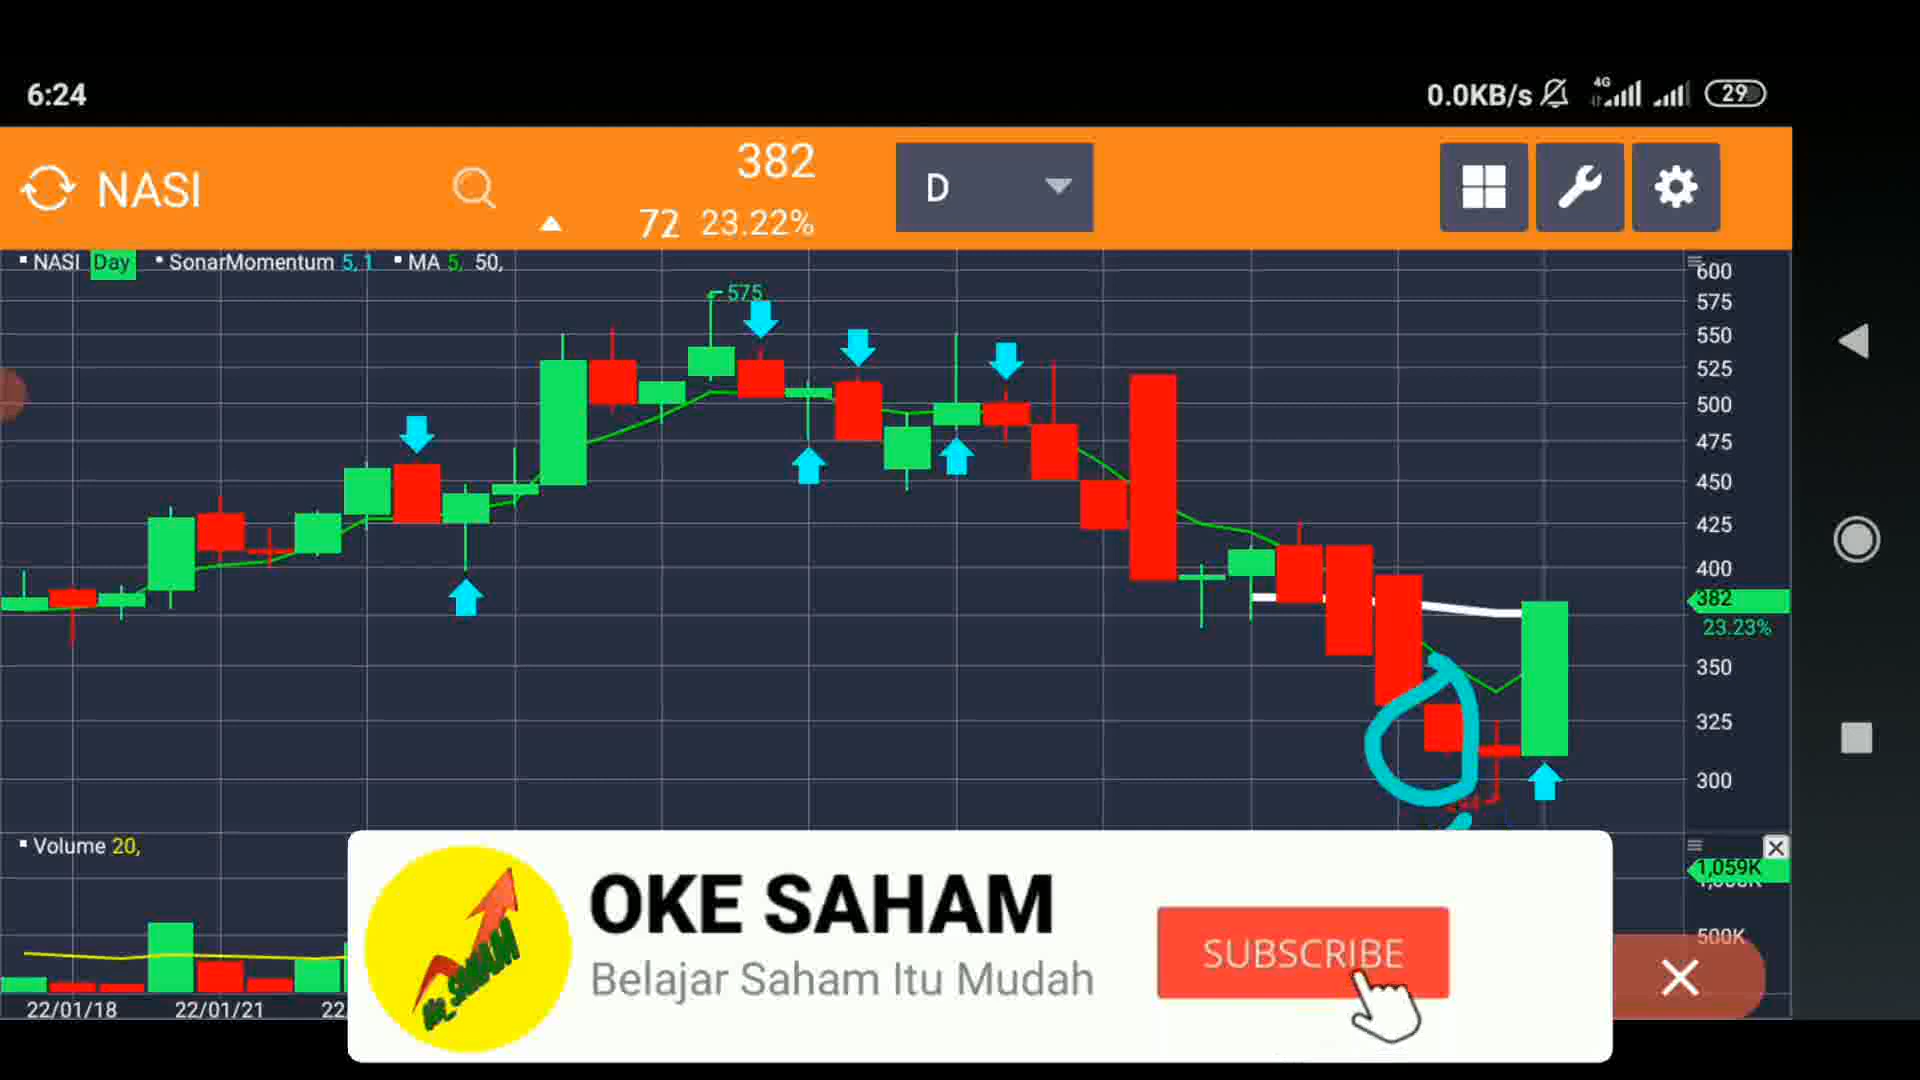 6:24
0.0KB/s 4G 29
NASI
382
72 23.22%
D
NASI Day SonarMomentum 5, 1 MA 5, 50,
575
600
575
550
525
500
475
450
425
400
382
23.23%
350
325
300
Volume 20,
1,059K
500K
OKE SAHAM
Belajar Saham Itu Mudah
SUBSCRIBE
22/01/18 22/01/21 22